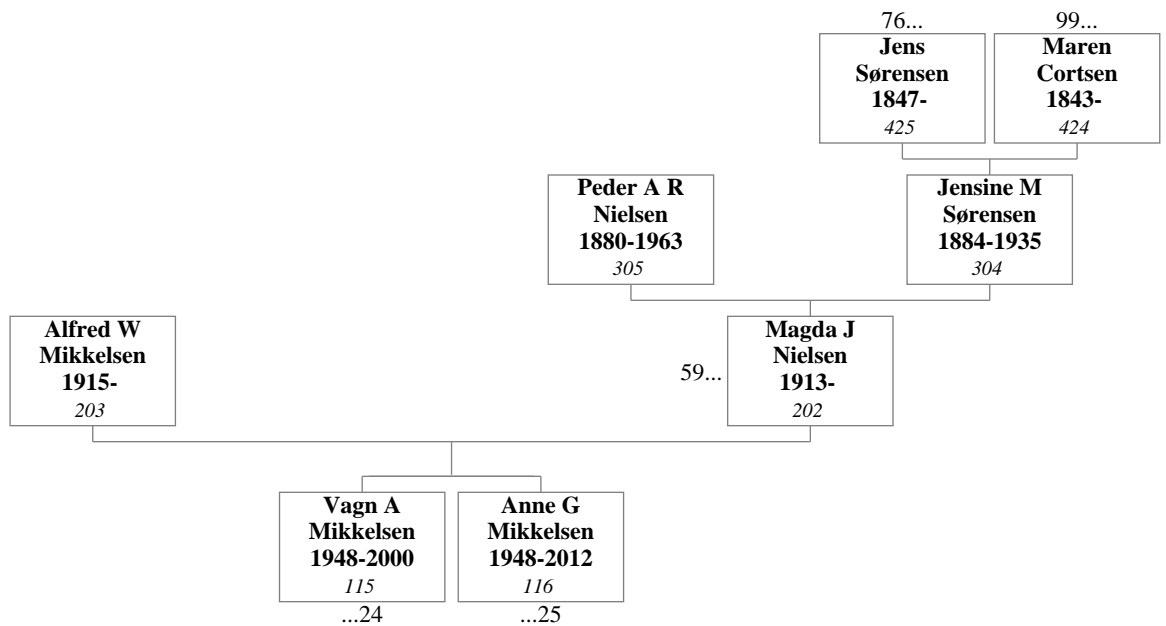 76...
Jens
Sørensen
1847-
425
99...
Maren
Cortsen
1843-
424
Peder A R
Nielsen
1880-1963
305
Jensine M
Sørensen
1884-1935
304
Alfred W
Mikkelsen
1915-
203
59...
Magda J
Nielsen
1913-
202
Vagn A
Mikkelsen
1948-2000
115
...24
Anne G
Mikkelsen
1948-2012
116
...25